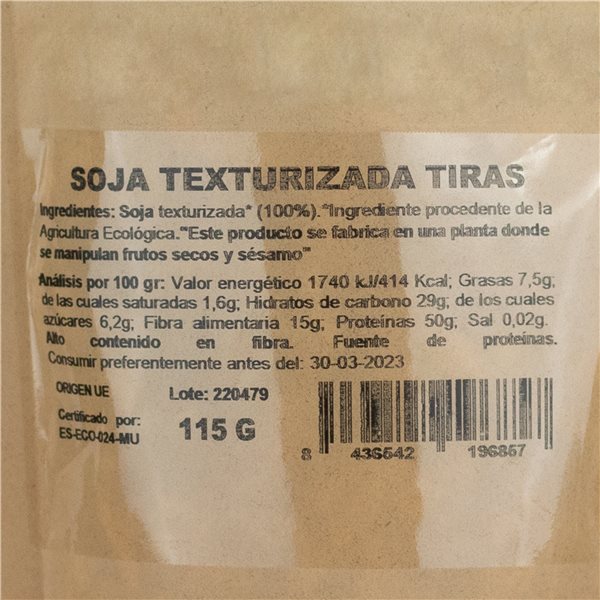 SOJA TEXTURIZADA TIRAS
Ingredientes: Soja texturizada* (100%).*Ingrediente procedente de la
Agricultura Ecológica.""Este producto se fabrica en una planta donde
se manipulan frutos secos y sésamo""
Análisis por 100 gr: Valor energético 1740 kJ/414 Kcal; Grasas 7,5g;
de las cuales saturadas 1,6g; Hidratos de carbono 29g; de los cuales
azúcares 6,2g; Fibra alimentaria 15g; Proteínas 50g; Sal 0,02g.
Alto contenido en fibra. Fuente de proteínas.
Consumir preferentemente antes del: 30-03-2023
ORIGEN UE
Lote: 220479
Certificado por:
ES-ECO-024-MU
115 G
8 436542 196857